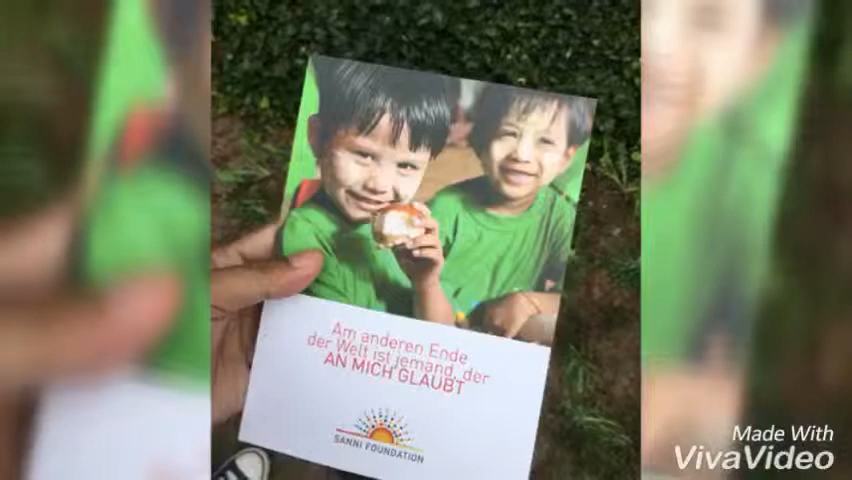 Am anderen Ende
der Welt ist jemand, der
AN MICH GLAUBT
SANNI FOUNDATION
Made With
VivaVideo